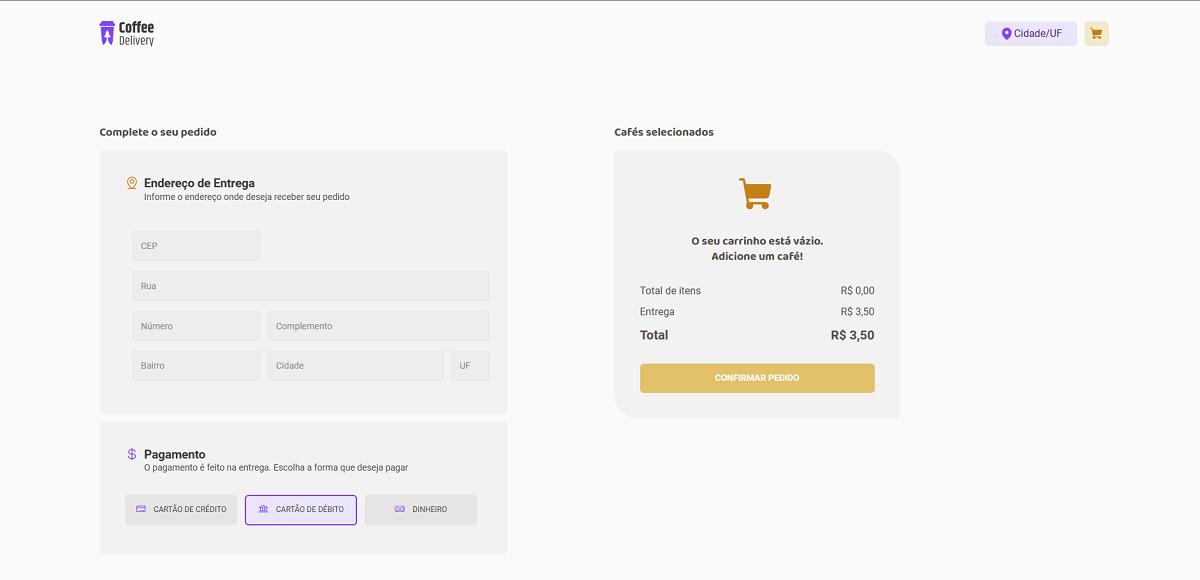 Coffee
Delivery
Cidade/UF
Complete o seu pedido
Endereço de Entrega
Informe o endereço onde deseja receber seu pedido
CEP
Rua
Número
Complemento
Bairro
Cidade
UF
Pagamento
O pagamento é feito na entrega. Escolha a forma que deseja pagar
CARTÃO DE CRÉDITO
CARTÃO DE DÉBITO
DINHEIRO
Cafés selecionados
O seu carrinho está vázio.
Adicione um café!
Total de itens R$ 0,00
Entrega R$ 3,50
Total R$ 3,50
CONFIRMAR PEDIDO